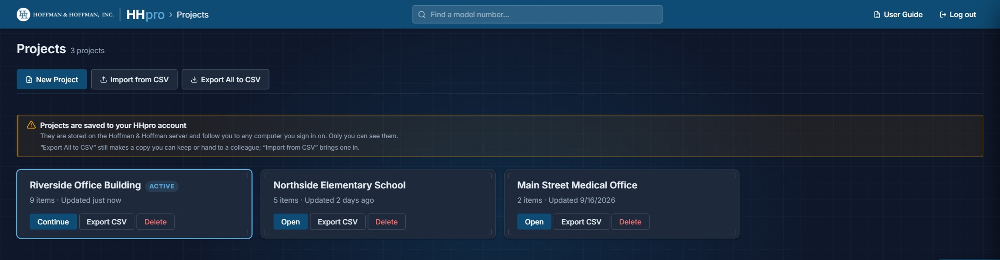 HH HOFFMAN & HOFFMAN, INC. HHpro › Projects Find a model number... User Guide Log out
Projects 3 projects
New Project Import from CSV Export All to CSV
Projects are saved to your HHpro account
They are stored on the Hoffman & Hoffman server and follow you to any computer you sign in on. Only you can see them.
“Export All to CSV” still makes a copy you can keep or hand to a colleague; “Import from CSV” brings one in.
Riverside Office Building ACTIVE
9 items · Updated just now
Continue Export CSV Delete
Northside Elementary School
5 items · Updated 2 days ago
Open Export CSV Delete
Main Street Medical Office
2 items · Updated 9/16/2026
Open Export CSV Delete